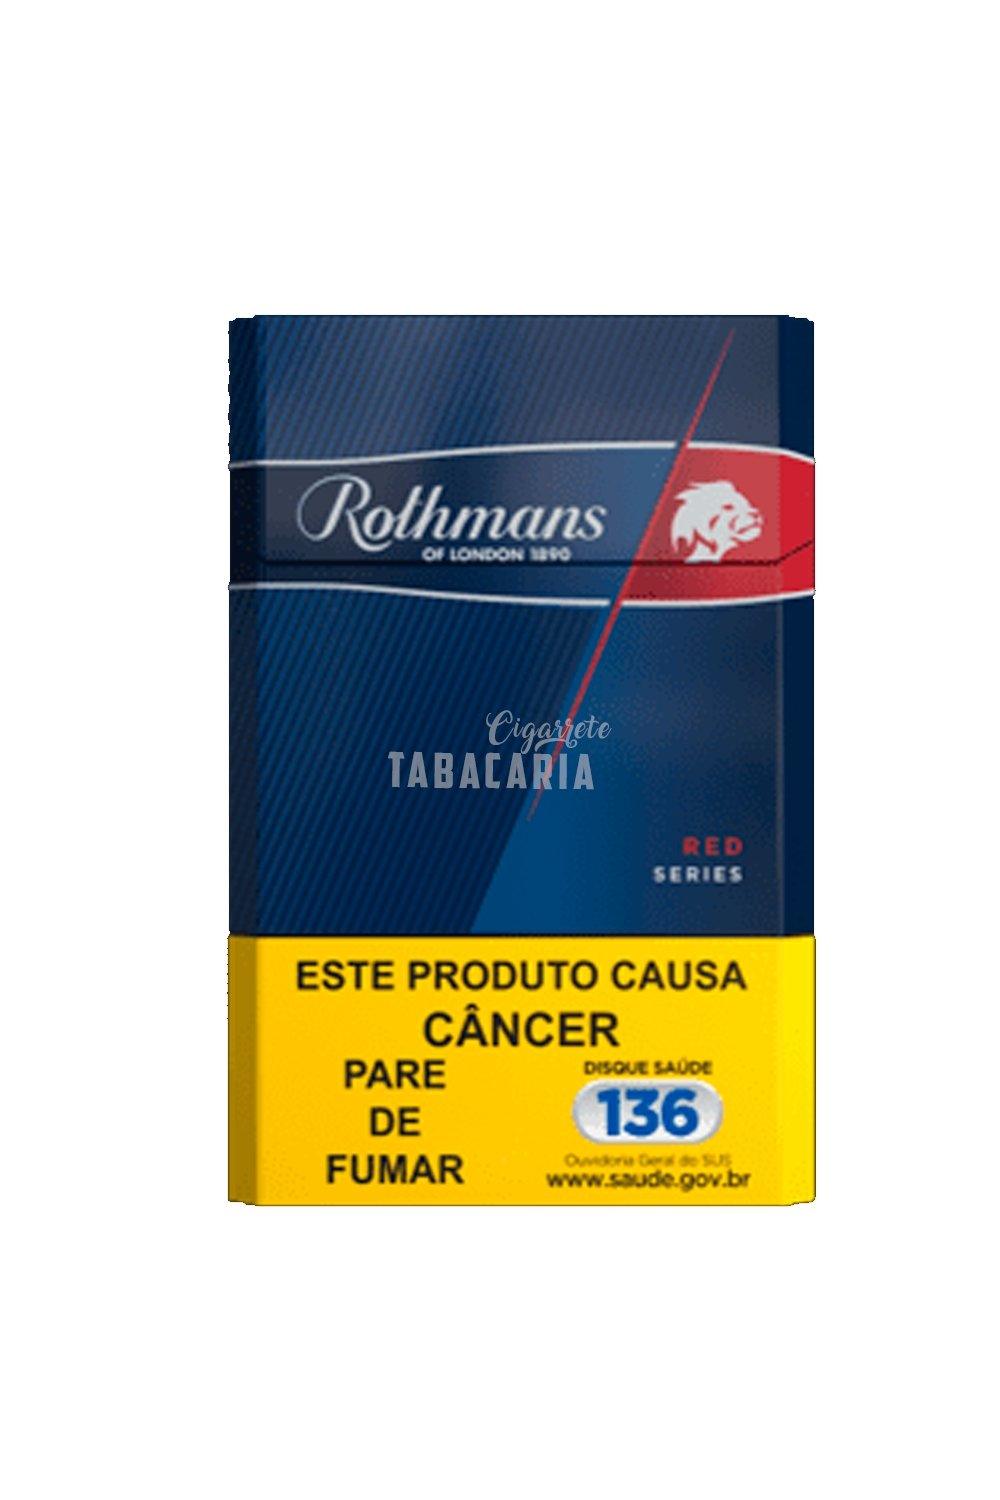 Rothmans
OF LONDON 1890
Cigarrete
TABACARIA
RED
SERIES
ESTE PRODUTO CAUSA
CÂNCER
PARE
DE
FUMAR
DISQUE SAÚDE
136
Ouvidoria Geral do SUS
www.saude.gov.br